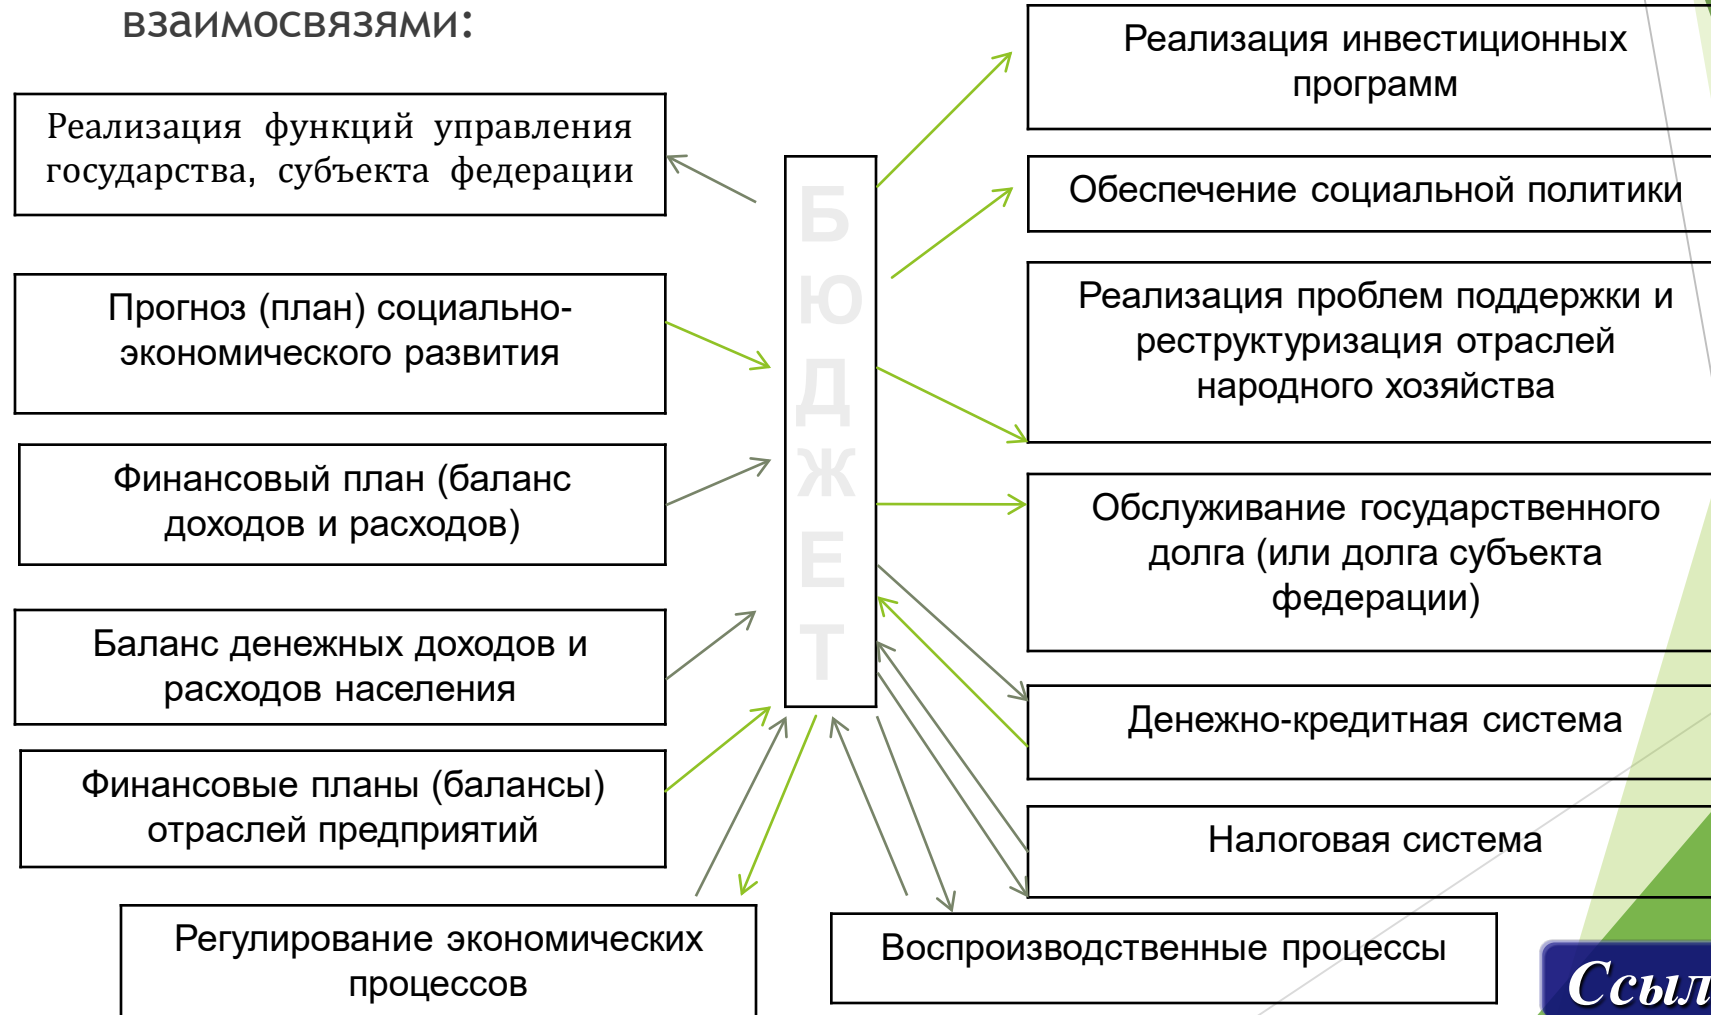 взаимосвязями:
Реализация функций управления
государства, субъекта федерации
Прогноз (план) социально-
экономического развития
Финансовый план (баланс
доходов и расходов)
Баланс денежных доходов и
расходов населения
Финансовые планы (балансы)
отраслей предприятий
Регулирование экономических
процессов
Б
Ю
Д
Ж
Е
Т
Реализация инвестиционных
программ
Обеспечение социальной политики
Реализация проблем поддержки и
реструктуризация отраслей
народного хозяйства
Обслуживание государственного
долга (или долга субъекта
федерации)
Денежно-кредитная система
Налоговая система
Воспроизводственные процессы
Ссыл